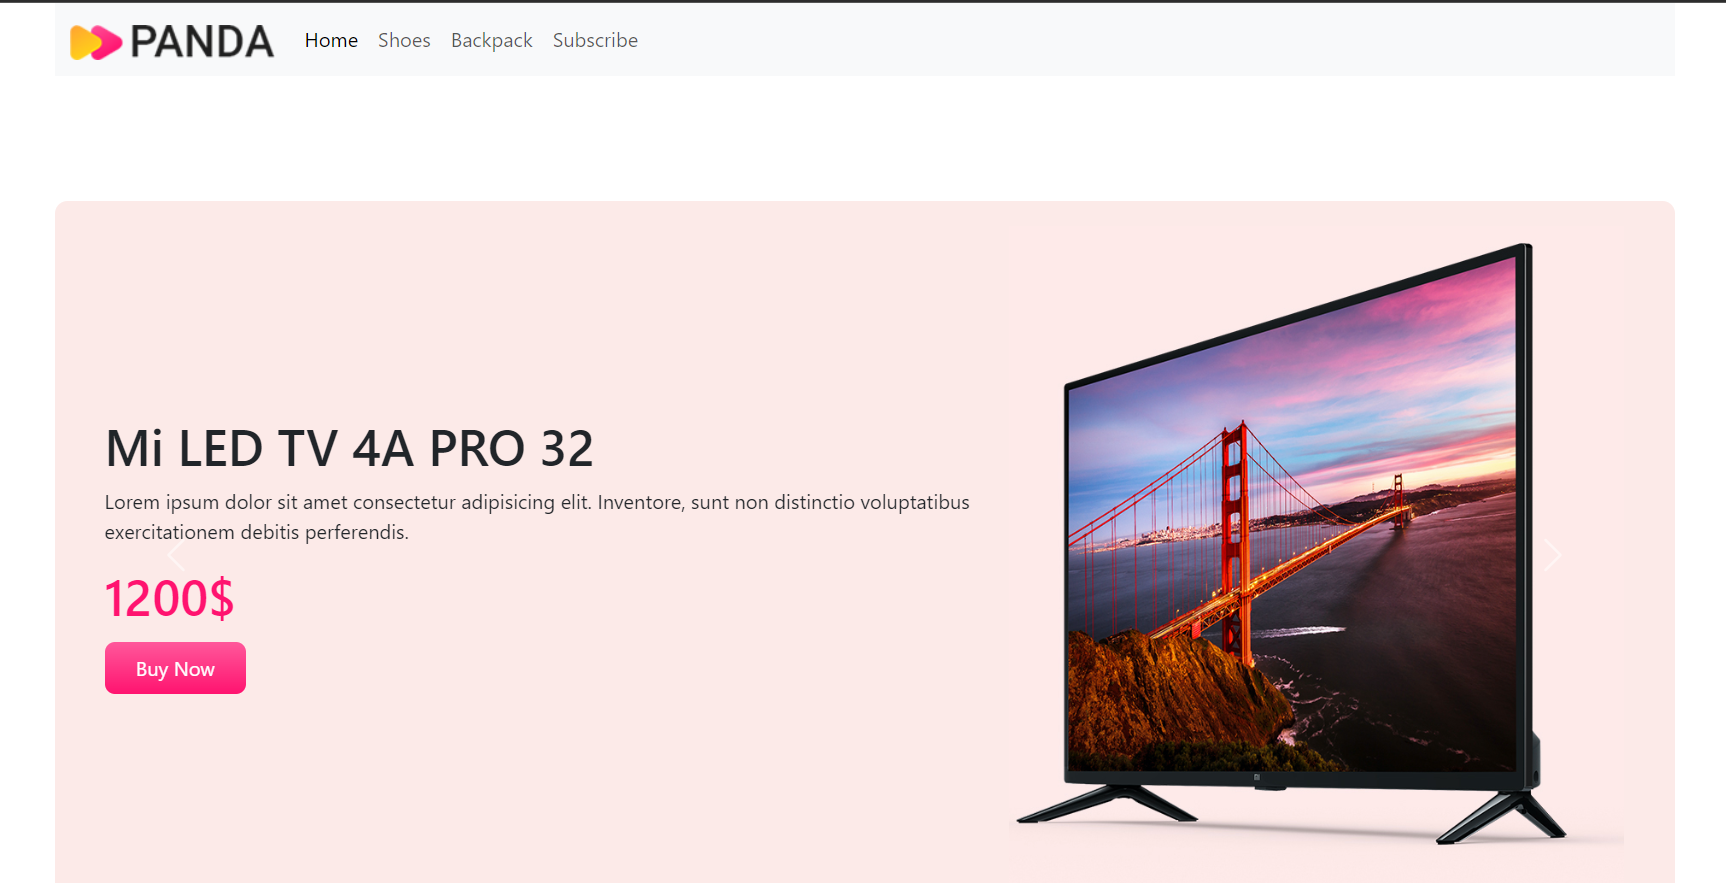 PANDA Home Shoes Backpack Subscribe
Mi LED TV 4A PRO 32
Lorem ipsum dolor sit amet consectetur adipisicing elit. Inventore, sunt non distinctio voluptatibus
exercitationem debitis perferendis.
1200$
Buy Now